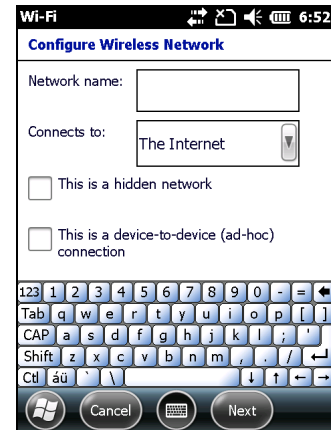 Wi-Fi 6:52
Configure Wireless Network
Network name:
Connects to: The Internet
This is a hidden network
This is a device-to-device (ad-hoc)
connection
123 1 2 3 4 5 6 7 8 9 0 - =
Tab q w e r t y u i o p [ ]
CAP a s d f g h j k l ; '
Shift z x c v b n m , . /
Ctl áü ` \
Cancel Next